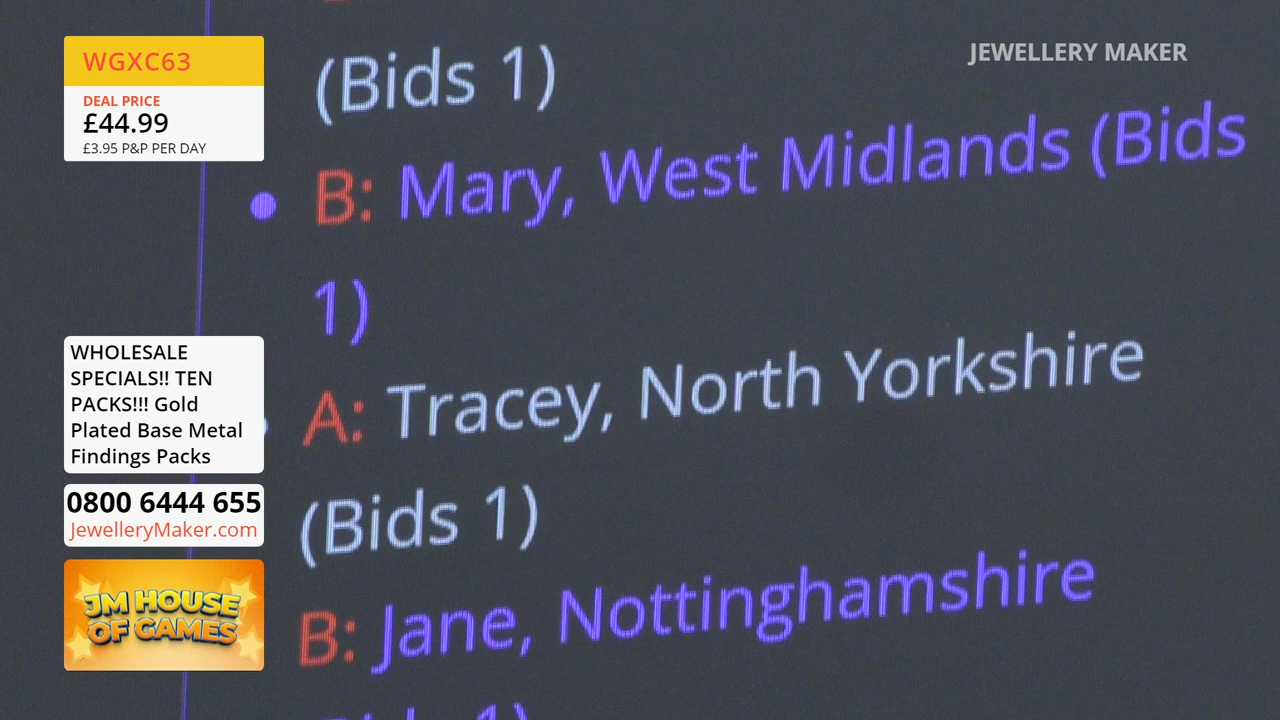 WGXC63
DEAL PRICE
£44.99
£3.95 P&P PER DAY
JEWELLERY MAKER
(Bids 1)
B: Mary, West Midlands (Bids
1)
A: Tracey, North Yorkshire
(Bids 1)
B: Jane, Nottinghamshire
WHOLESALE
SPECIALS!! TEN
PACKS!!! Gold
Plated Base Metal
Findings Packs
0800 6444 655
JewelleryMaker.com
JM HOUSE
OF GAMES